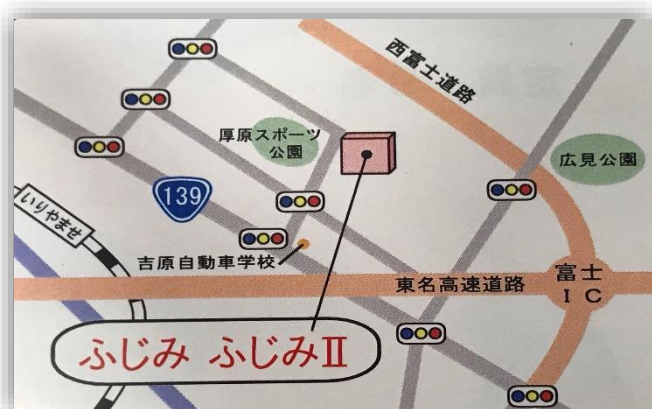 西富士道路
厚原スポーツ
公園
広見公園
139
いりやませ
吉原自動車学校
東名高速道路
富士
IC
ふじみ ふじみⅡ